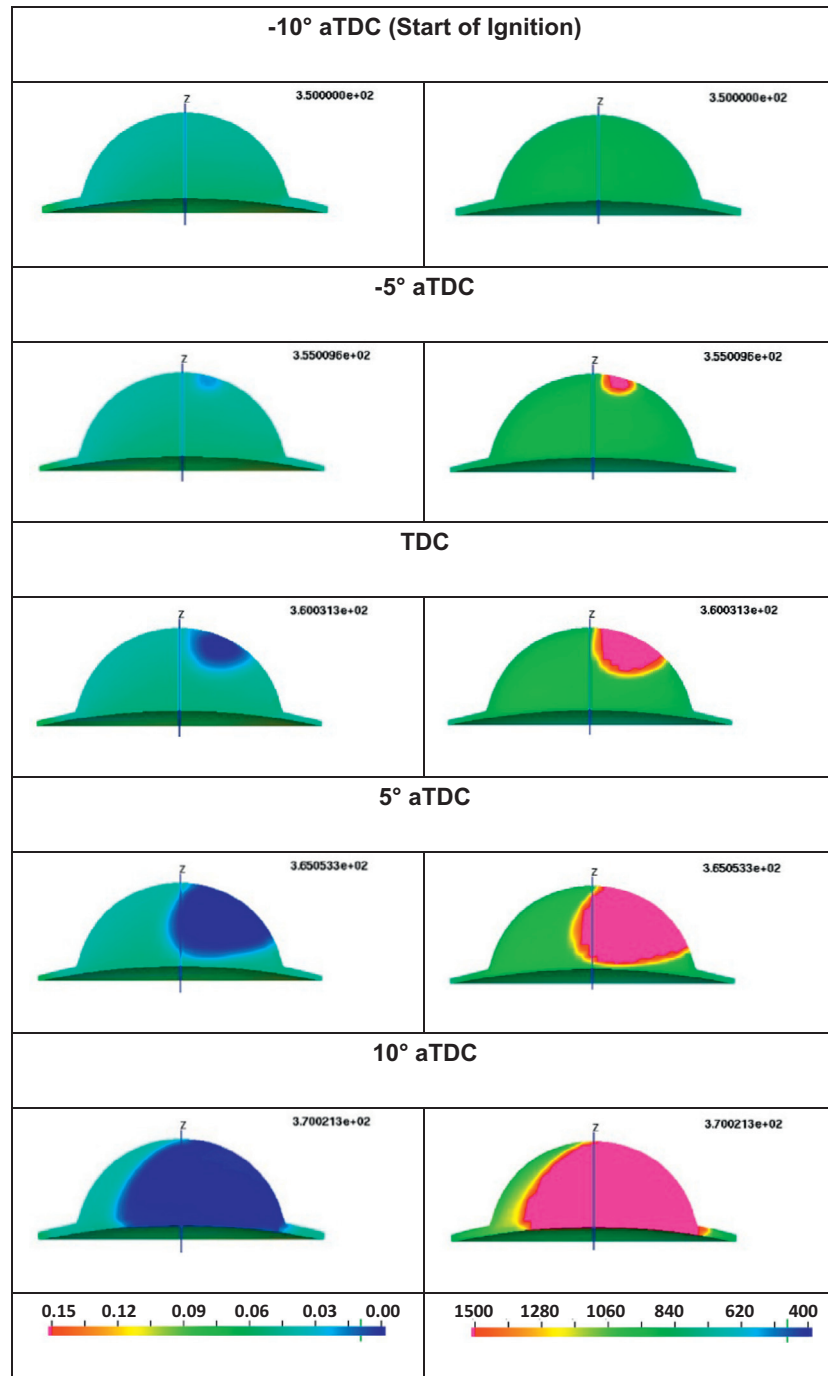 -10° aTDC (Start of Ignition)
Z 3.500000e+02
Z 3.500000e+02
-5° aTDC
Z 3.550096e+02
Z 3.550096e+02
TDC
Z 3.600313e+02
Z 3.600313e+02
5° aTDC
Z 3.650533e+02
Z 3.650533e+02
10° aTDC
Z 3.700213e+02
Z 3.700213e+02
0.15 0.12 0.09 0.06 0.03 0.00
1500 1280 1060 840 620 400